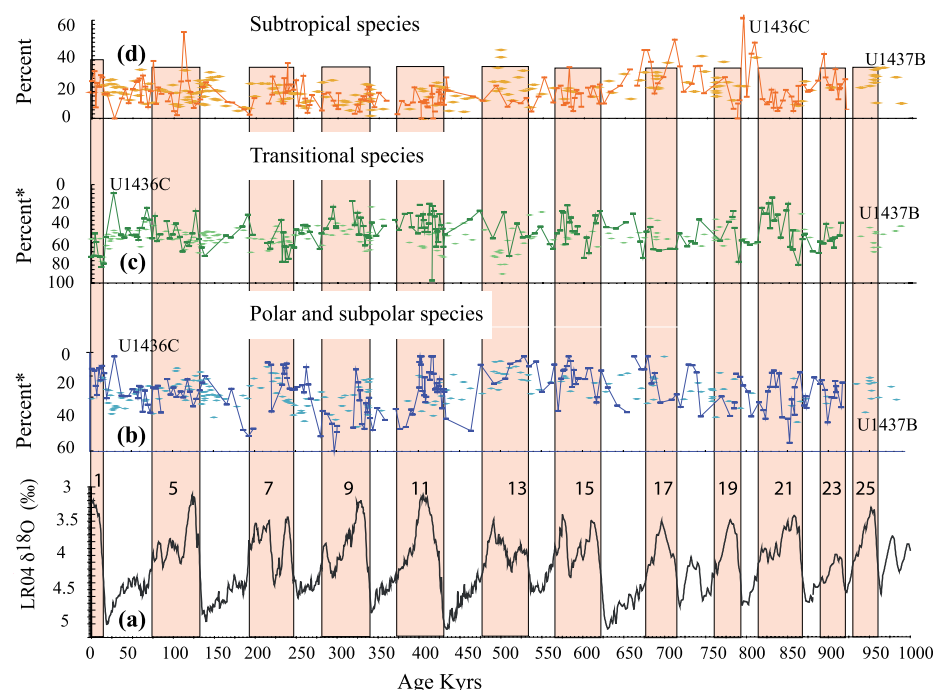 Subtropical species
U1436C
(d)
Percent
60
40
20
0
U1437B
Transitional species
U1436C
Percent*
0
40
60
80
100
U1437B
(c)
Polar and subpolar species
U1436C
Percent*
0
20
40
60
U1437B
(b)
LR04 δ18O (‰)
3
3.5
4
4.5
5
1 5 7 9 11 13 15 17 19 21 23 25
(a)
0 50 100 150 200 250 300 350 400 450 500 550 600 650 700 750 800 850 900 1000
Age Kyrs